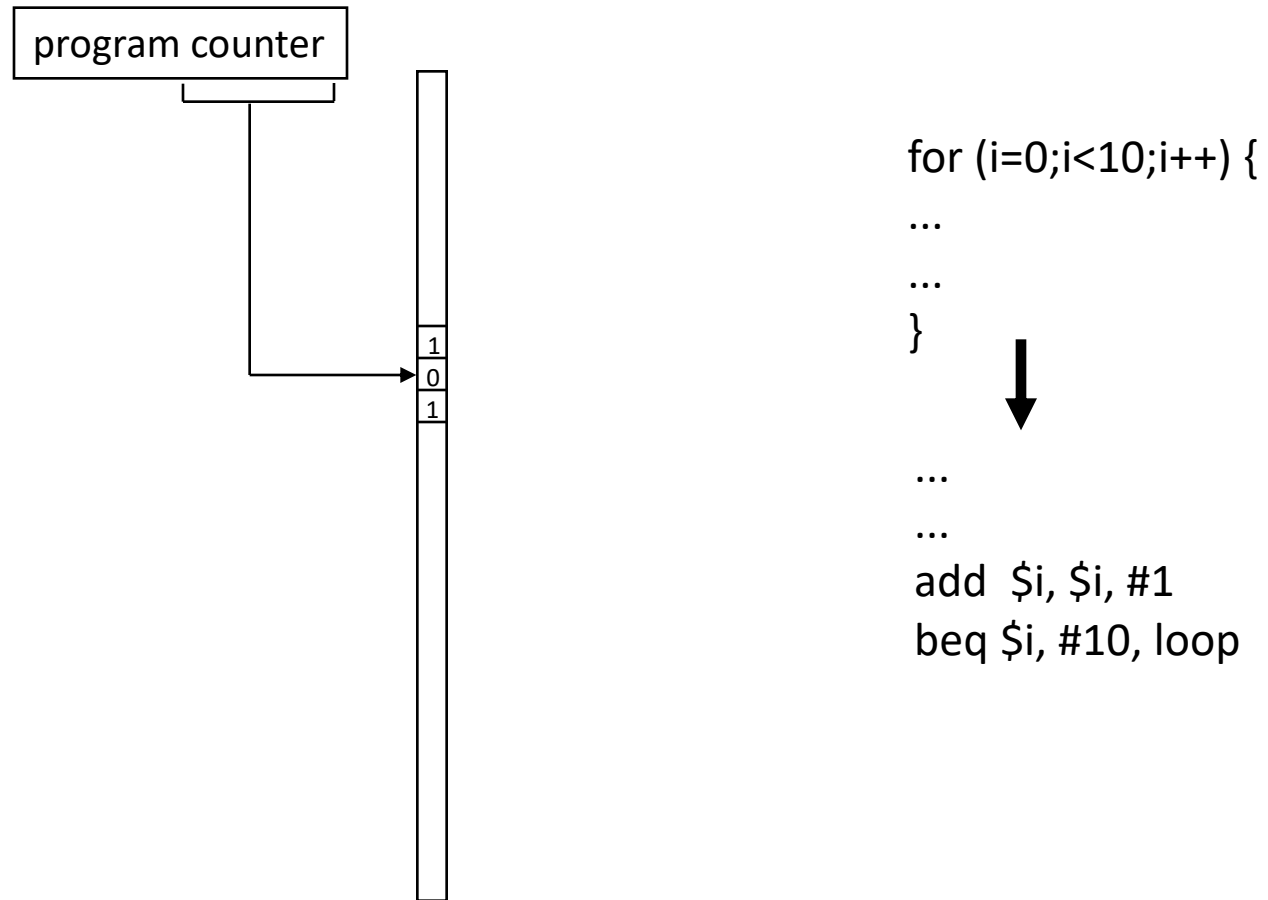 program counter
1
0
1
for (i=0;i<10;i++) {
...
...
}
...
...
add $i, $i, #1
beq $i, #10, loop